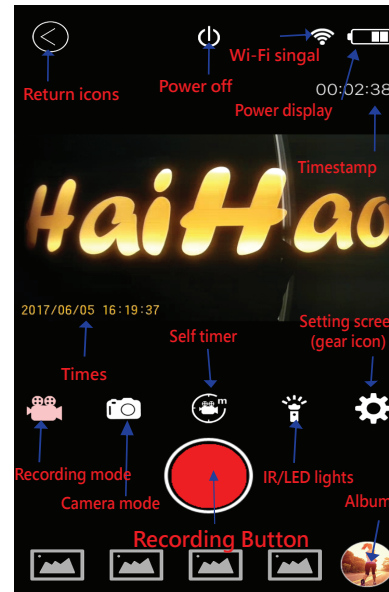 Wi-Fi singal
Return icons
Power off
Power display
00:02:38
Timestamp
HaiHao
2017/06/05 16:19:37
Times
Self timer
Setting scree
(gear icon)
m
Recording mode
Camera mode
IR/LED lights
Album
Recording Button